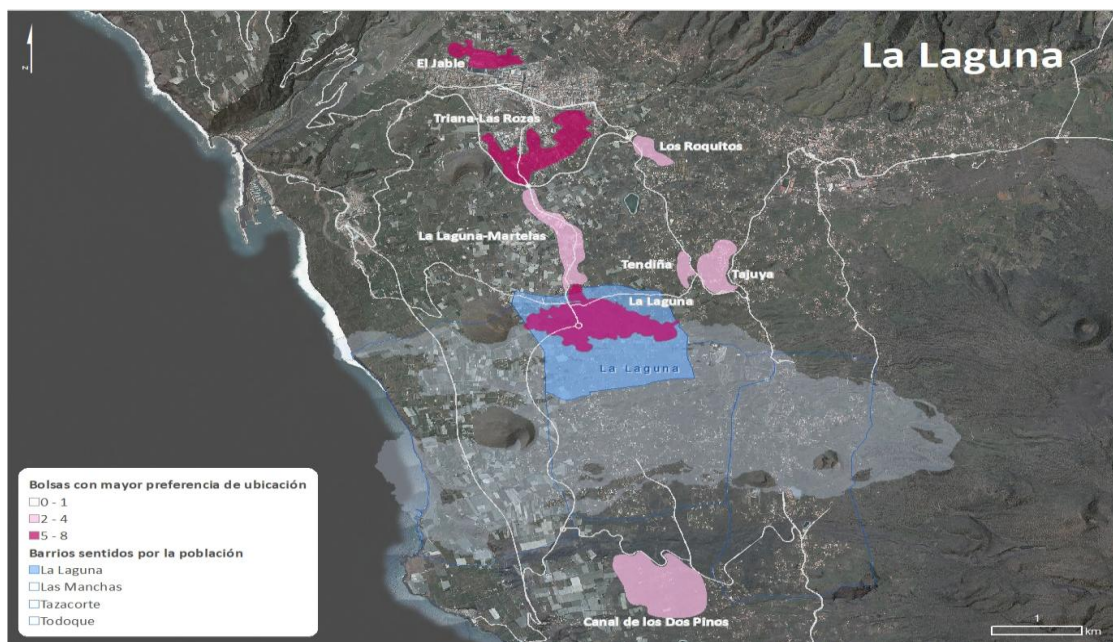 La Laguna
z
El Jable
Triana-Las Rozas
Los Roquitos
La Laguna-Martelas
Tendiña
Tajuya
La Laguna
La Laguna
Canal de los Dos Pinos
Bolsas con mayor preferencia de ubicación
0 - 1
2 - 4
5 - 8
Barrios sentidos por la población
La Laguna
Las Manchas
Tazacorte
Todoque
1
km